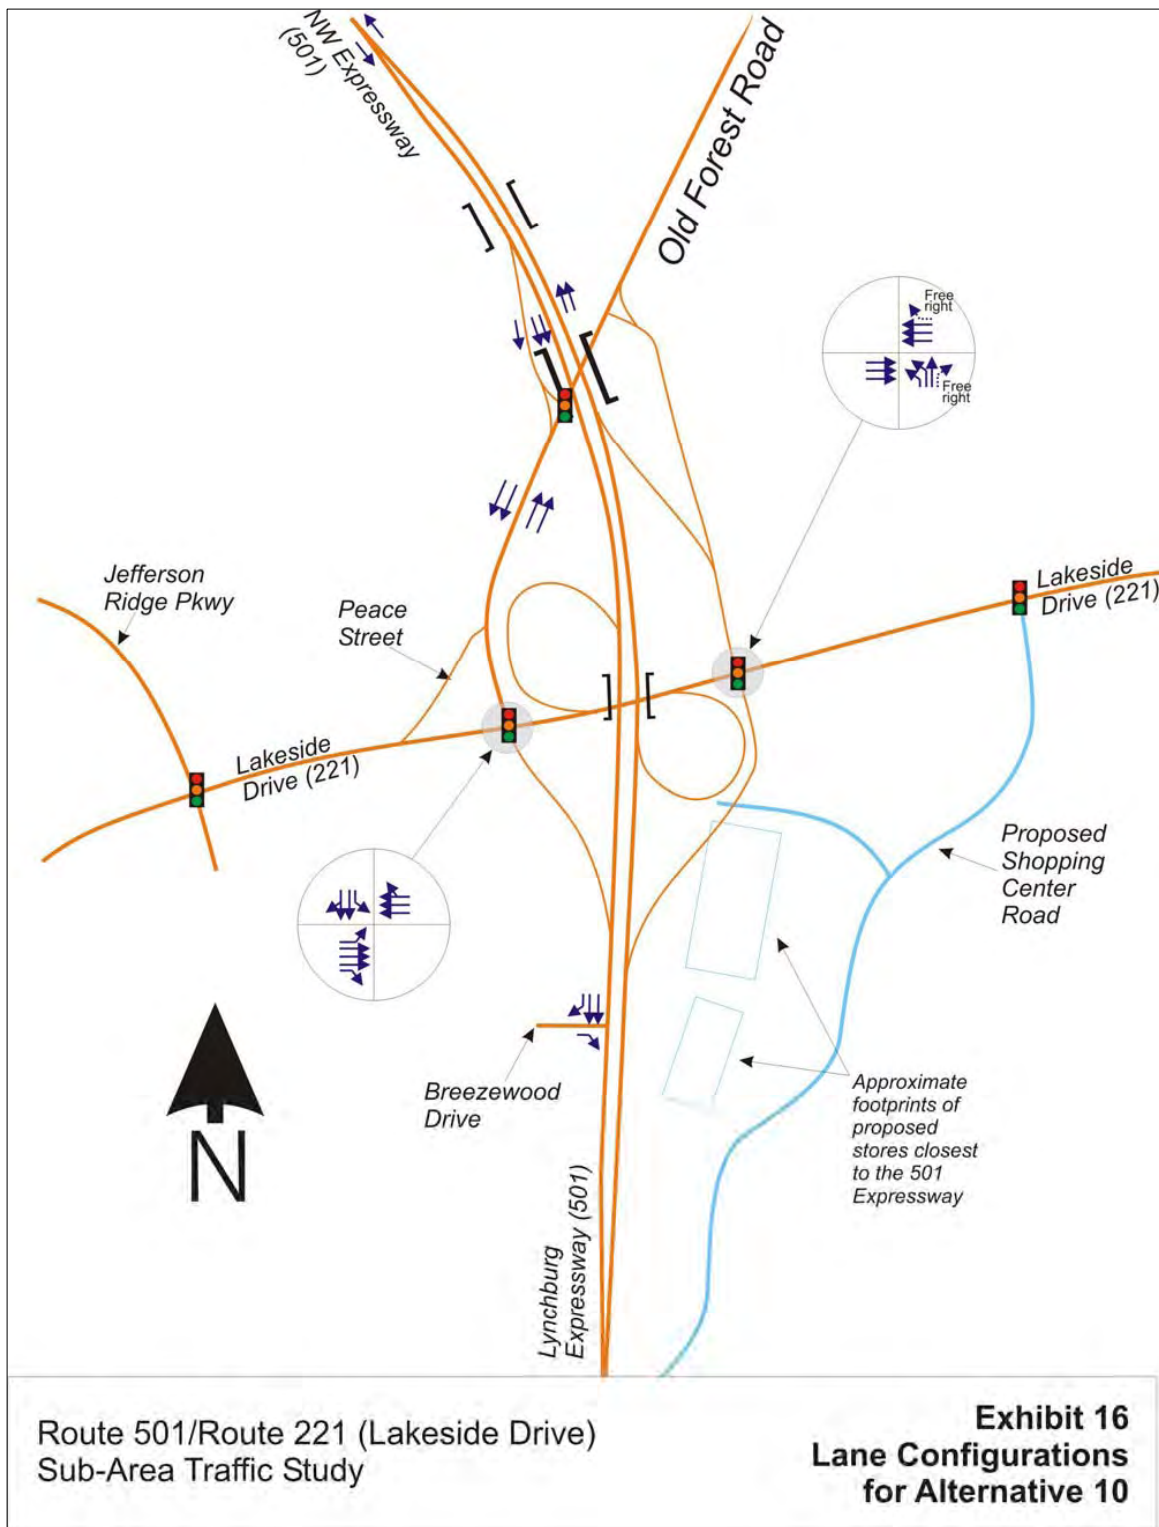 NW Expressway
(501)
Old Forest Road
Free
right
Free
right
Jefferson
Ridge Pkwy
Peace
Street
Lakeside
Drive (221)
Lakeside
Drive (221)
Proposed
Shopping
Center
Road
Breezewood
Drive
Approximate
footprints of
proposed
stores closest
to the 501
Expressway
N
Lynchburg
Expressway (501)
Route 501/Route 221 (Lakeside Drive)
Sub-Area Traffic Study
Exhibit 16
Lane Configurations
for Alternative 10